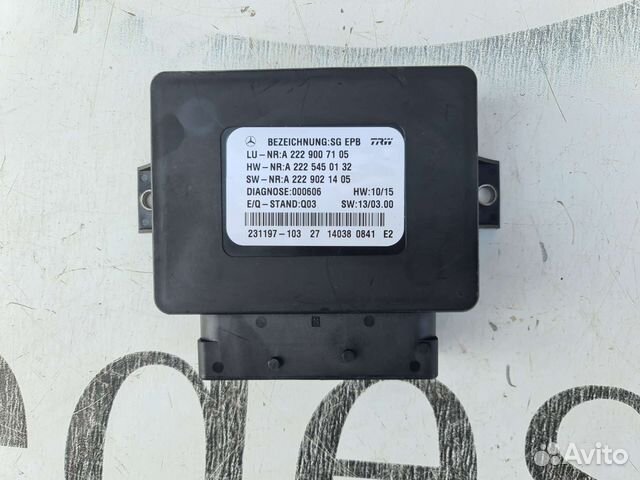 BEZEICHNUNG:SG EPB TRW
LU-NR:A 222 900 71 05
HW-NR:A 222 545 01 32
SW-NR:A 222 902 14 05
DIAGNOSE:000606 HW:10/15
E/Q-STAND:Q03 SW:13/03.00
231197-103 27 14038 0841 E2
Avito